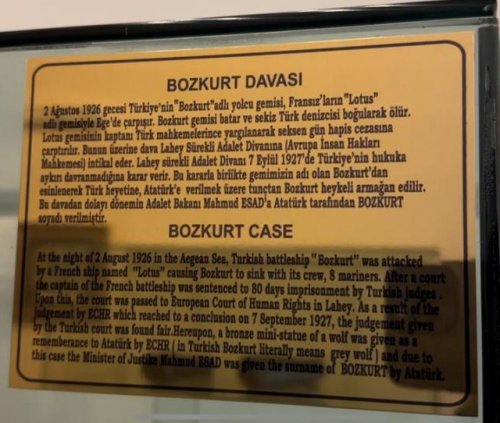 BOZKURT DAVASI
2 Ağustos 1926 gecesi Türkiye'nin "Bozkurt"adlı yolcu gemisi, Fransız'ların "Lotus"
adlı gemisiyle Ege'de çarpışır. Bozkurt gemisi batar ve sekiz Türk denizcisi boğularak ölür.
Lotus gemisinin kaptanı Türk mahkemelerince yargılanarak seksen gün hapis cezasına
çarptırılır. Bunun üzerine dava Lahey Sürekli Adalet Divanına (Avrupa İnsan Hakları
Mahkemesi) intikal eder. Lahey sürekli Adalet Divanı 7 Eylül 1927'de Türkiye'nin hukuka
aykırı davranmadığına karar verir. Bu kararla birlikte gemimizin adı olan Bozkurt'dan
esinlenerek Türk heyetine, Atatürk'e verilmek üzere tunçtan Bozkurt heykeli armağan edilir.
Bu davadan dolayı dönemin Adalet Bakanı Mahmud ESAD'a Atatürk tarafından BOZKURT
soyadı verilmiştir.
BOZKURT CASE
At the night of 2 August 1926 in the Aegean Sea, Turkish battleship "Bozkurt" was attacked
by a French ship named "Lotus" causing Bozkurt to sink with its crew, 8 mariners. After a court
the captain of the French battleship was sentenced to 80 days imprisonment by Turkish judges .
Upon this, the court was passed to European Court of Human Rights in Lahey. As a result of the
judgement by ECHR which reached to a conclusion on 7 September 1927, the judgement given
by the Turkish court was found fair.Hereupon, a bronze mini-statue of a wolf was given as a
rememberance to Atatürk by ECHR ( in Turkish Bozkurt literally means grey wolf ) and due to
this case the Minister of Justike Mahmud ESAD was given the surname of BOZKURT by Atatürk.